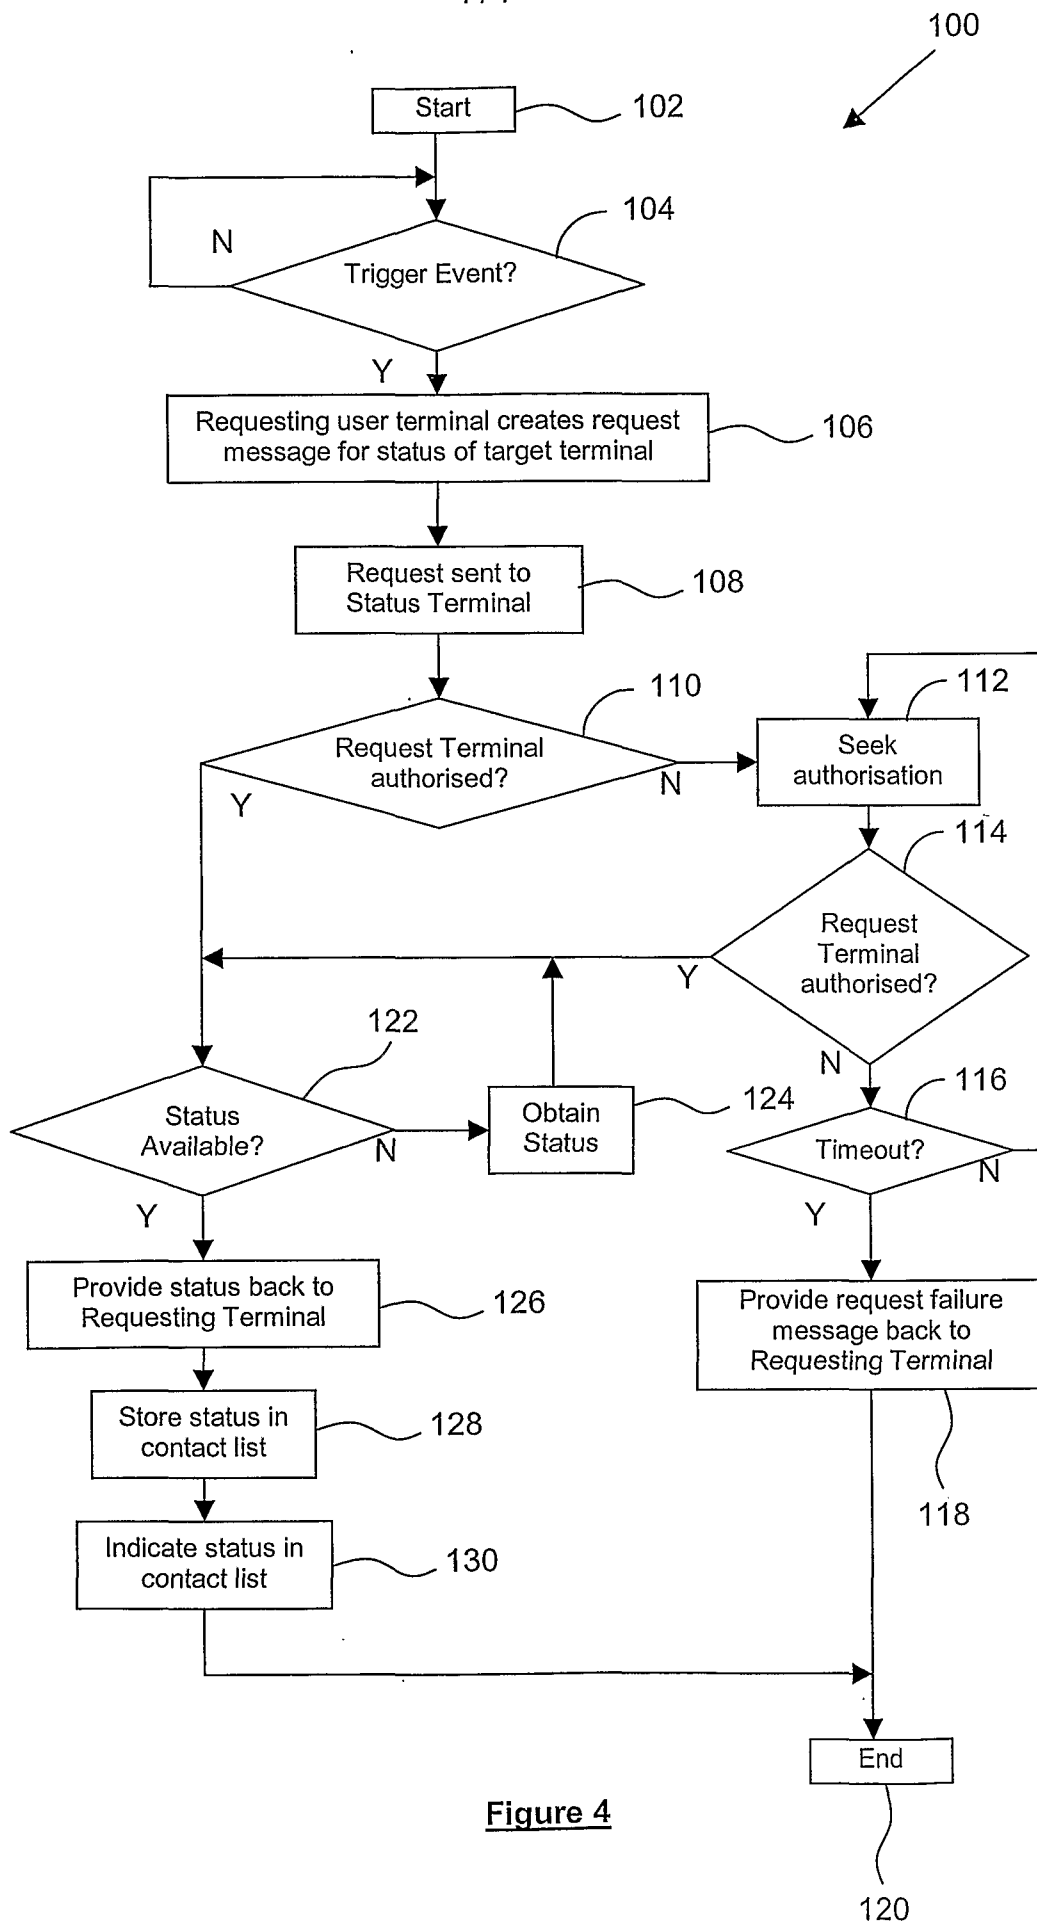 100
Start
102
104
N
Trigger Event?
Y
Requesting user terminal creates request
message for status of target terminal
106
Request sent to
Status Terminal
108
110
112
Request Terminal
authorised?
Y
N
Seek
authorisation
114
Request
Terminal
authorised?
Y
N
122
116
Status
Available?
N
Y
Obtain
Status
124
Timeout?
N
Y
Provide status back to
Requesting Terminal
126
Provide request failure
message back to
Requesting Terminal
118
Store status in
contact list
128
Indicate status in
contact list
130
End
120
Figure 4